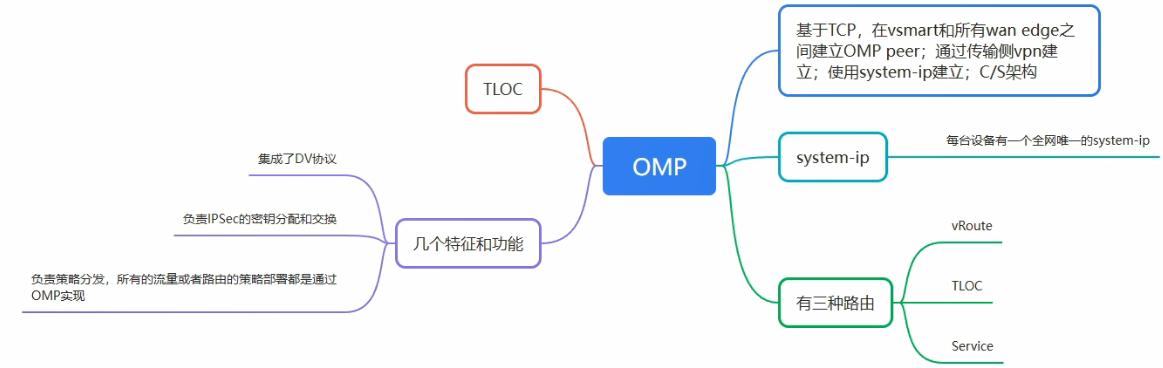 基于TCP，在vsmart和所有wan edge之
间建立OMP peer；通过传输侧vpn建
立；使用system-ip建立；C/S架构
TLOC
OMP
system-ip
每台设备有一个全网唯一的system-ip
集成了DV协议
负责IPSec的密钥分配和交换
几个特征和功能
负责策略分发，所有的流量或者路由的策略部署都是通过
OMP实现
有三种路由
vRoute
TLOC
Service